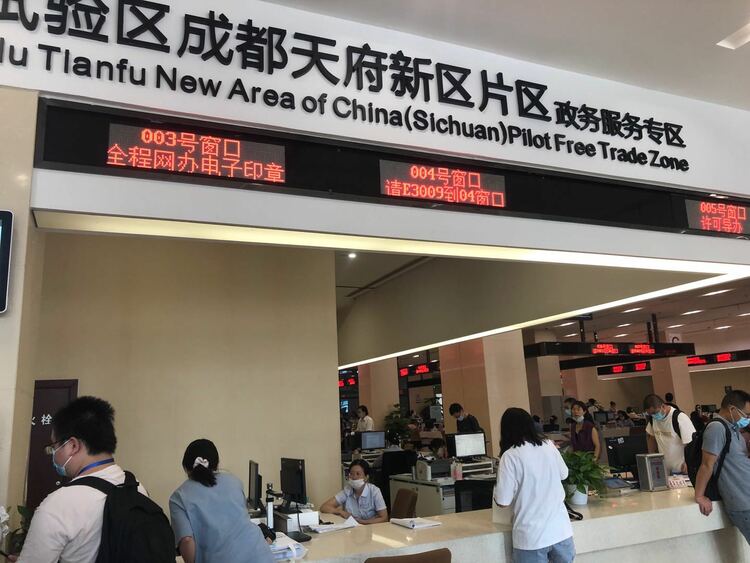 试验区成都天府新区片区 政务服务专区
du Tianfu New Area of China(Sichuan)Pilot Free Trade Zone
003号窗口
全程网办电子印章
004号窗口
请E3009到04窗口
005号窗口
许可导办
火栓